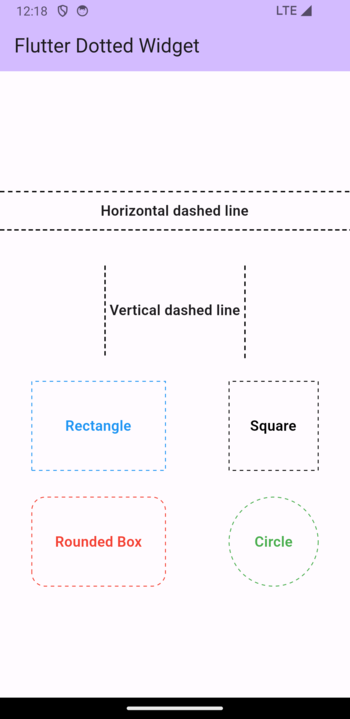 12:18 LTE
Flutter Dotted Widget
Horizontal dashed line
Vertical dashed line
Rectangle Square
Rounded Box Circle